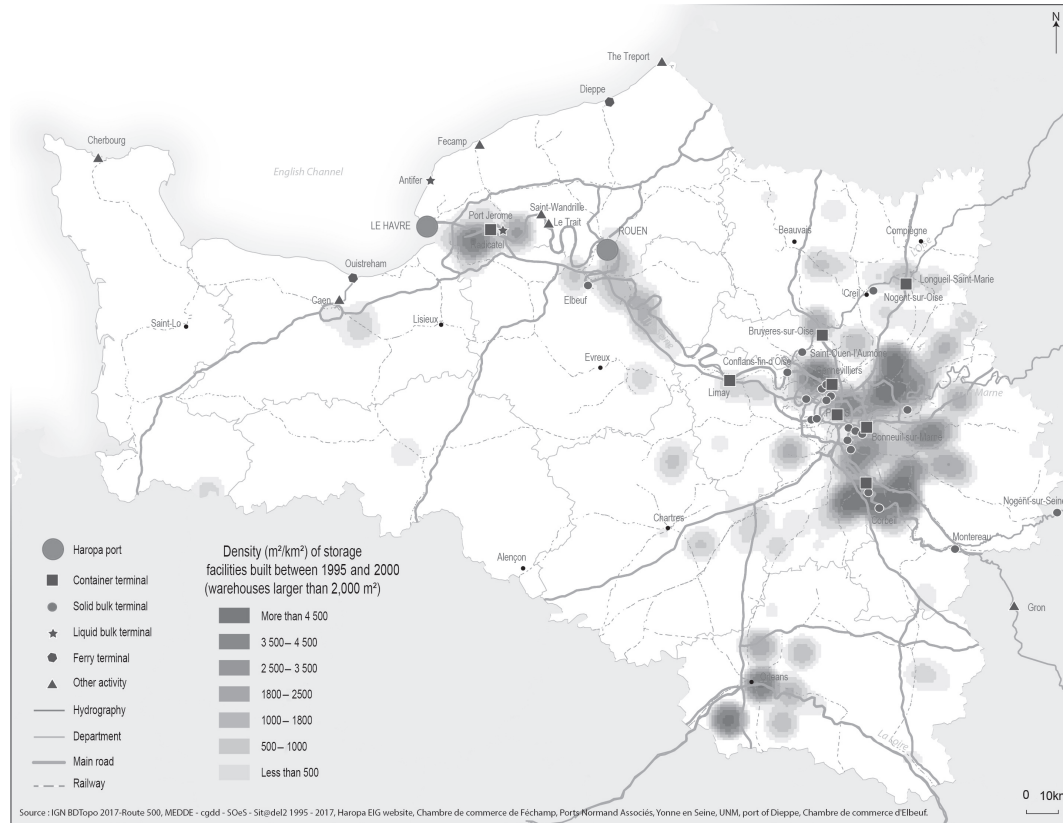 N
The Treport
Dieppe
Cherbourg
Fecamp
English Channel
Antifer
Saint-Wandrille
Port Jerome
Le Trait
LE HAVRE
ROUEN
Radicatel
Beauvais
Compiègne
Ouistreham
Longueil-Saint-Marie
Creil
Nogent-sur-Oise
Caen
Elbeuf
Saint-Lo
Lisieux
Bruyeres-sur-Oise
Saint-Ouen-l'Aumone
Evreux
Conflans-fin-d'Oise
Gennevilliers
Limay
Marne
Bonneuil-sur-Marne
Nogent-sur-Seine
Chartres
Corbeil
Montereau
Alençon
Gron
Orléans
La Loire
Haropa port
Container terminal
Solid bulk terminal
Liquid bulk terminal
Ferry terminal
Other activity
Hydrography
Department
Main road
Railway
Density (m²/km²) of storage
facilities built between 1995 and 2000
(warehouses larger than 2,000 m²)
More than 4 500
3 500 – 4 500
2 500 – 3 500
1800 – 2500
1000 – 1800
500 – 1000
Less than 500
0 10km
Source : IGN BDTopo 2017-Route 500, MEDDE - cgdd - SOeS - Sit@del2 1995 - 2017, Haropa EIG website, Chambre de commerce de Féchamp, Ports Normand Associés, Yonne en Seine, UNM, port of Dieppe, Chambre de commerce d'Elbeuf.